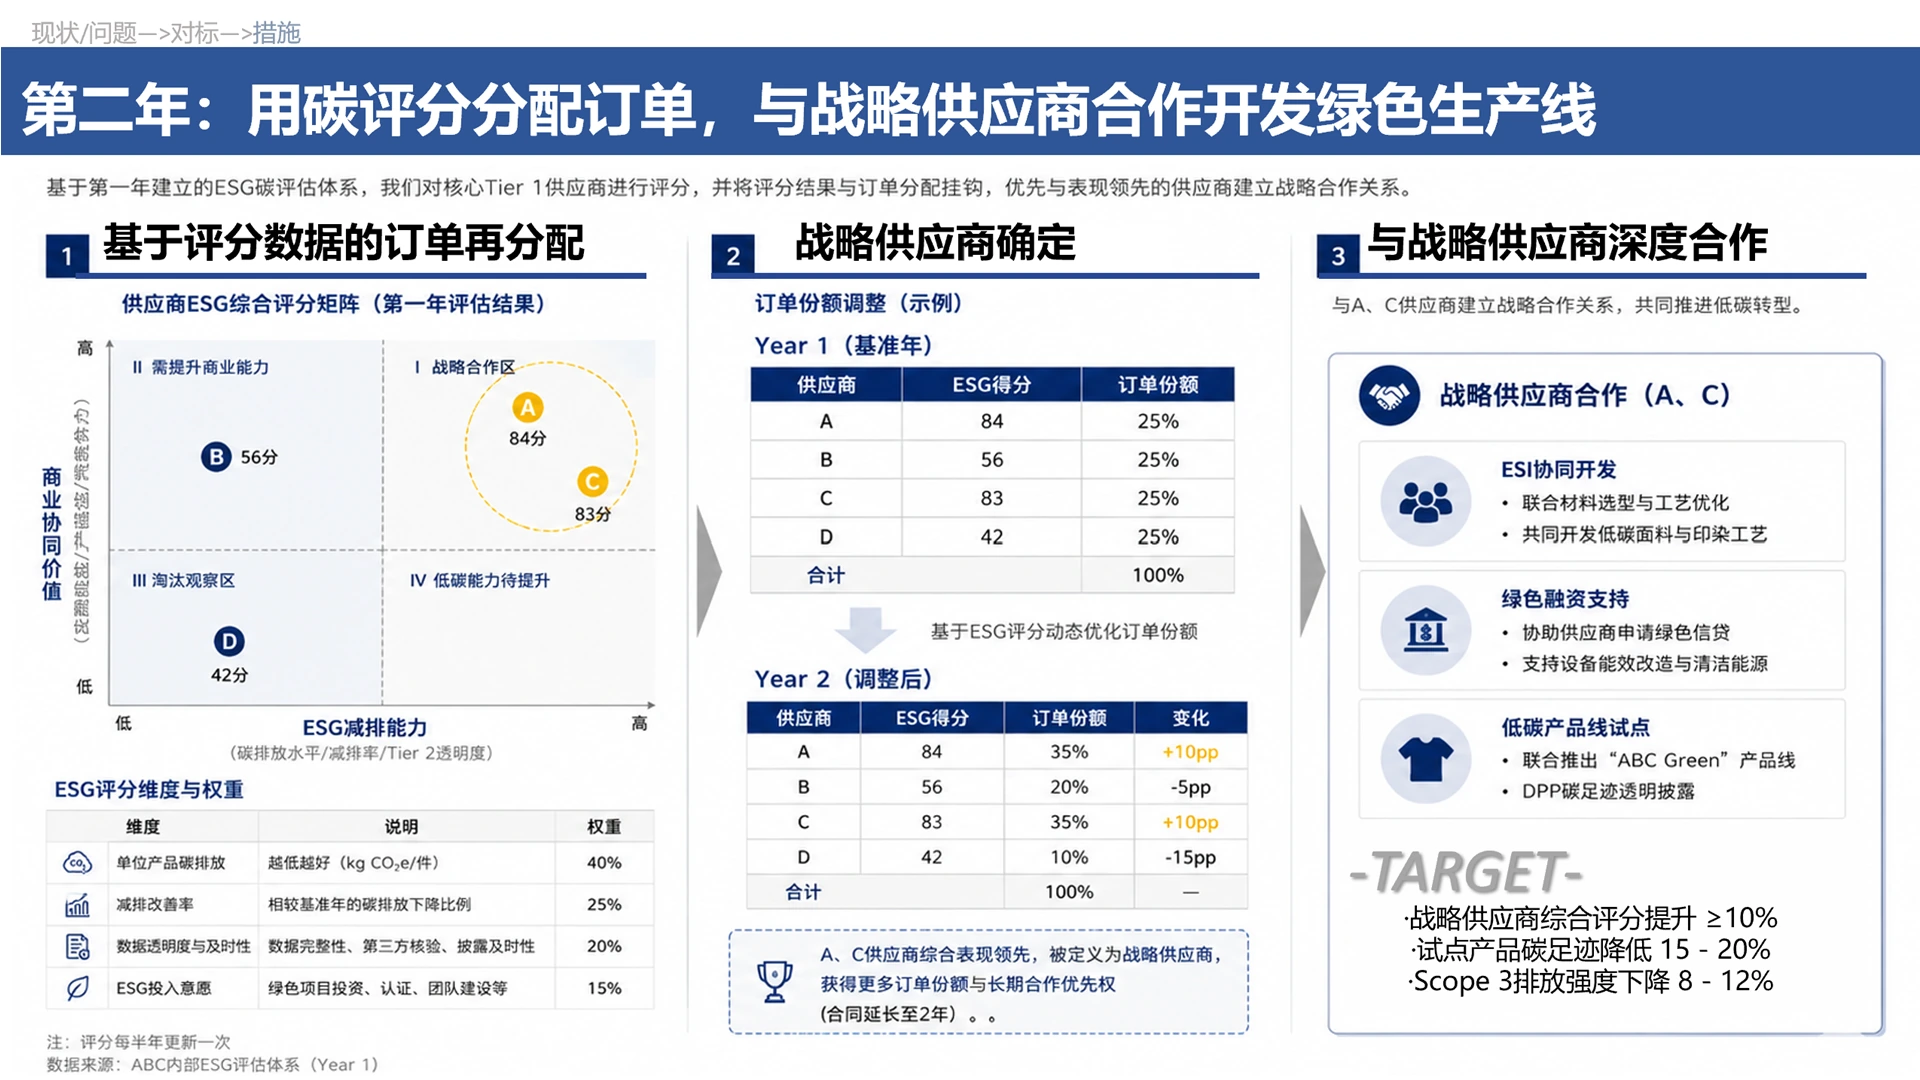 现状/问题—>对标—>措施
第二年：用碳评分分配订单，与战略供应商合作开发绿色生产线
基于第一年建立的ESG碳评估体系，我们对核心Tier 1供应商进行评分，并将评分结果与订单分配挂钩，优先与表现领先的供应商建立战略合作关系。
1 基于评分数据的订单再分配
供应商ESG综合评分矩阵（第一年评估结果）
高
II 需提升商业能力
I 战略合作区
A
84分
B 56分
C
83分
商业协同价值
III 淘汰观察区
IV 低碳能力待提升
D
42分
低
低
ESG减排能力
高
（碳排放水平/减排率/Tier 2透明度）
ESG评分维度与权重
维度 说明 权重
CO₂ 单位产品碳排放 越低越好（kg CO₂e/件） 40%
减排改善率 相较基准年的碳排放下降比例 25%
数据透明度与及时性 数据完整性、第三方核验、披露及时性 20%
ESG投入意愿 绿色项目投资、认证、团队建设等 15%
注：评分每半年更新一次
数据来源：ABC内部ESG评估体系（Year 1）
2 战略供应商确定
订单份额调整（示例）
Year 1（基准年）
供应商 ESG得分 订单份额
A 84 25%
B 56 25%
C 83 25%
D 42 25%
合计 100%
基于ESG评分动态优化订单份额
Year 2（调整后）
供应商 ESG得分 订单份额 变化
A 84 35% +10pp
B 56 20% -5pp
C 83 35% +10pp
D 42 10% -15pp
合计 100% —
A、C供应商综合表现领先，被定义为战略供应商，
获得更多订单份额与长期合作优先权
(合同延长至2年）。。
3 与战略供应商深度合作
与A、C供应商建立战略合作关系，共同推进低碳转型。
战略供应商合作（A、C）
ESI协同开发
• 联合材料选型与工艺优化
• 共同开发低碳面料与印染工艺
绿色融资支持
• 协助供应商申请绿色信贷
• 支持设备能效改造与清洁能源
低碳产品线试点
• 联合推出“ABC Green”产品线
• DPP碳足迹透明披露
-TARGET-
·战略供应商综合评分提升 ≥10%
·试点产品碳足迹降低 15 - 20%
·Scope 3排放强度下降 8 - 12%